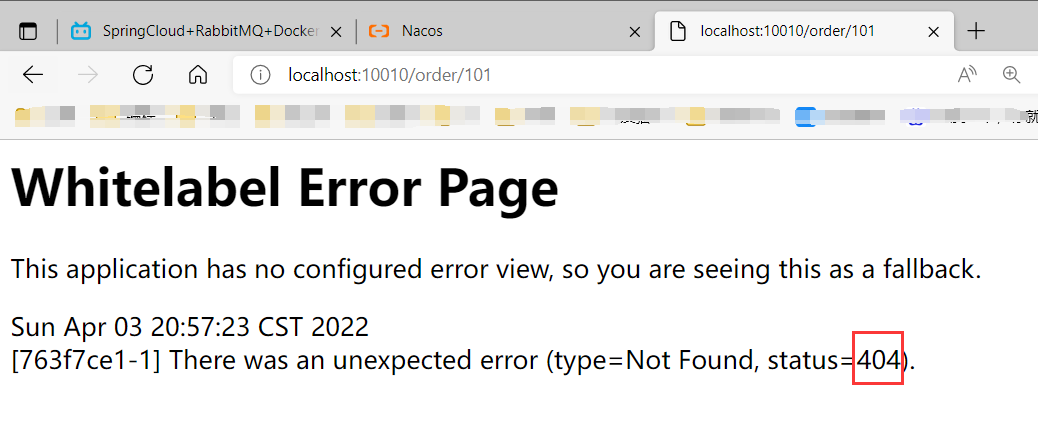 SpringCloud+RabbitMQ+Docker
Nacos
localhost:10010/order/101
localhost:10010/order/101
Whitelabel Error Page
This application has no configured error view, so you are seeing this as a fallback.
Sun Apr 03 20:57:23 CST 2022
[763f7ce1-1] There was an unexpected error (type=Not Found, status=404).